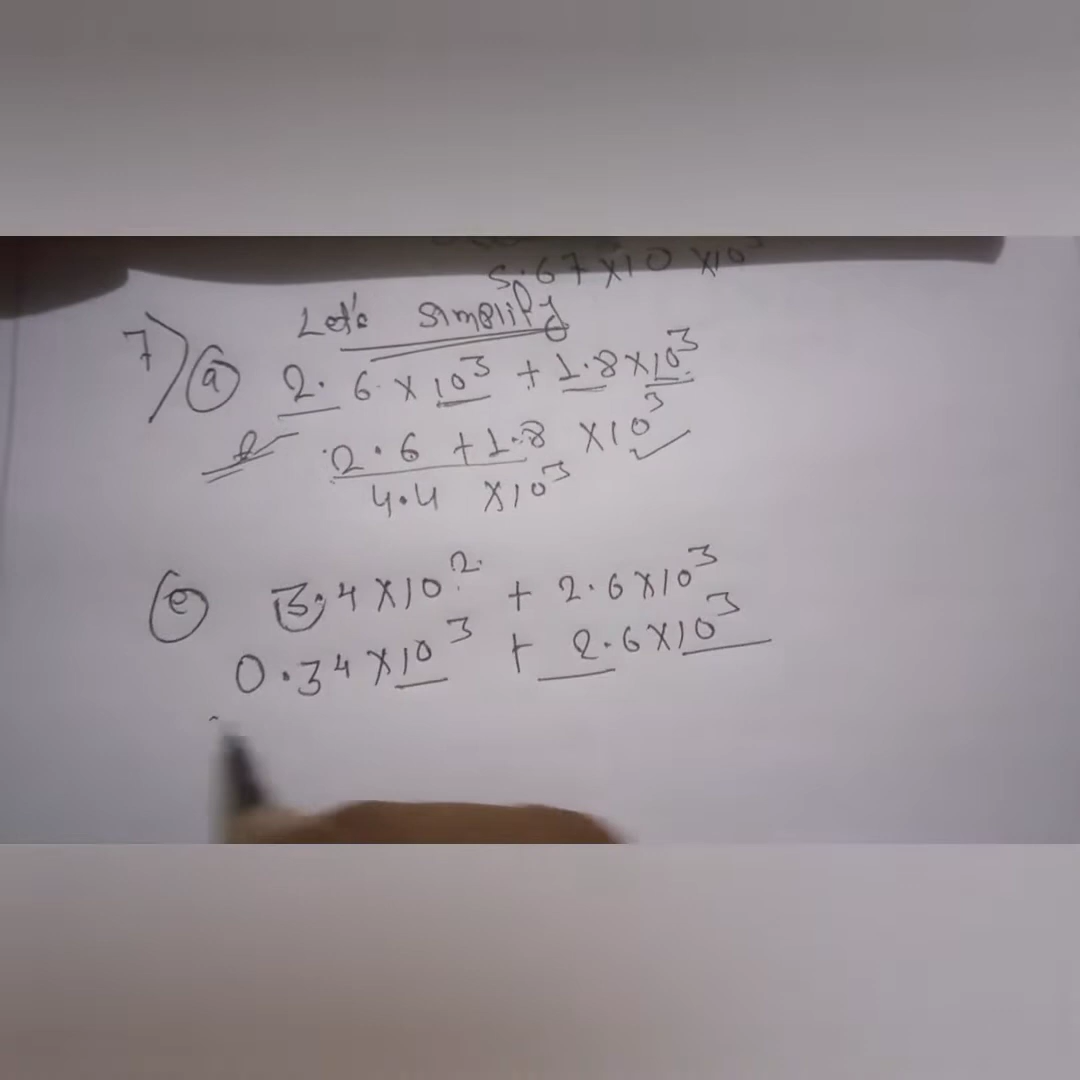 5.67×10 ×10³
Let's simplify
7) (a) 2.6×10³ + 1.8×10³
2.6 + 1.8 ×10³
4.4 ×10³
(e) 3.4×10² + 2.6×10³
0.34×10³ + 2.6×10³